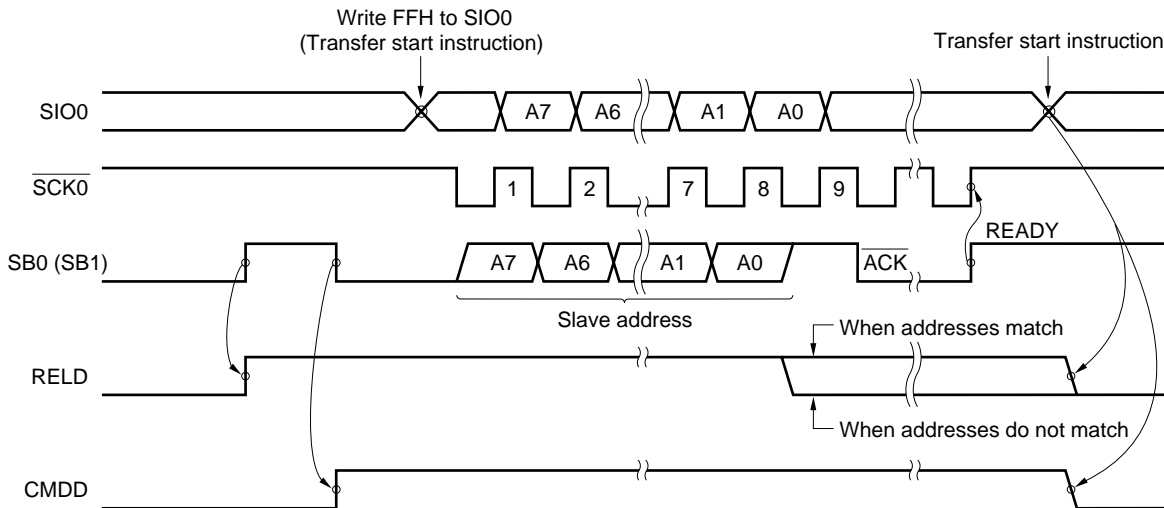 Write FFH to SIO0
(Transfer start instruction)
Transfer start instruction
SIO0 A7 A6 A1 A0
SCK0 1 2 7 8 9
READY
SB0 (SB1) A7 A6 A1 A0 ACK
Slave address
When addresses match
RELD
When addresses do not match
CMDD